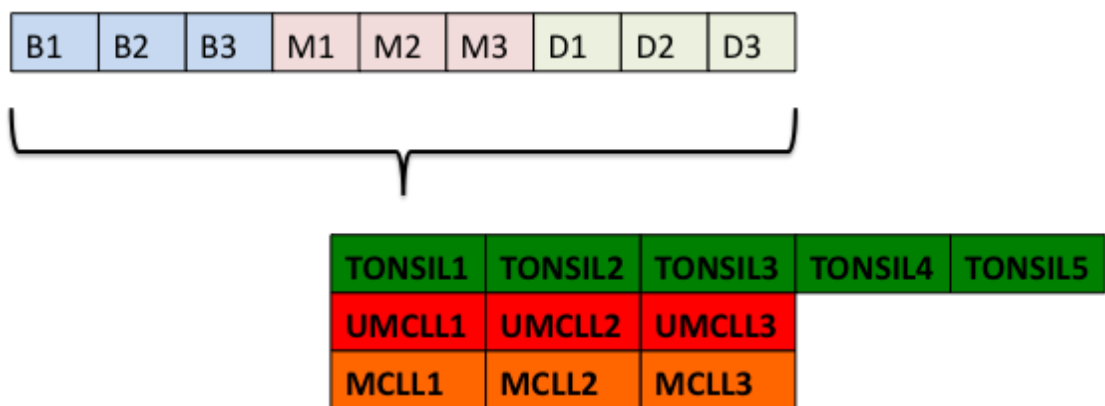 B1 B2 B3 M1 M2 M3 D1 D2 D3
TONSIL1 TONSIL2 TONSIL3 TONSIL4 TONSIL5
UMCLL1 UMCLL2 UMCLL3
MCLL1 MCLL2 MCLL3